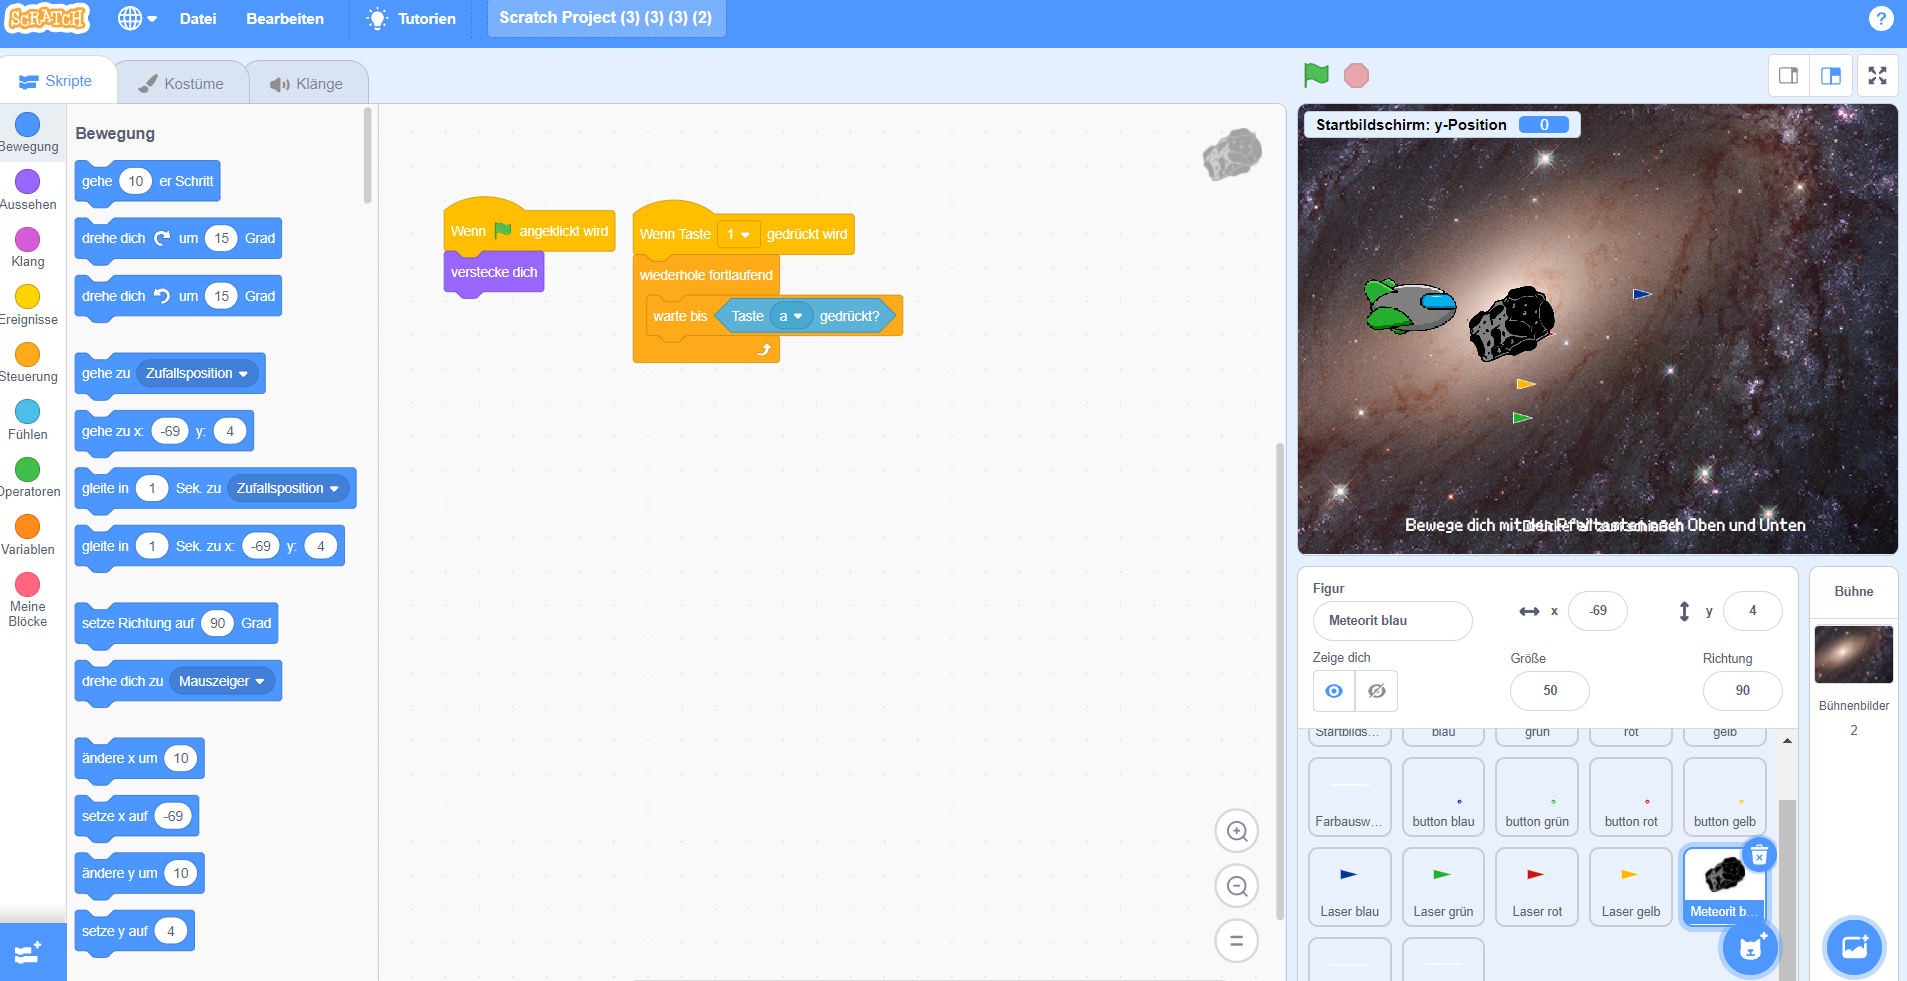 SCRATCH Datei Bearbeiten Tutorien Scratch Project (3) (3) (3) (2) ?
Skripte Kostüme Klänge
Bewegung
Aussehen
Klang
Ereignisse
Steuerung
Fühlen
Operatoren
Variablen
Meine
Blöcke
Bewegung
gehe 10 er Schritt
drehe dich um 15 Grad
drehe dich um 15 Grad
gehe zu Zufallsposition
gehe zu x: -69 y: 4
gleite in 1 Sek. zu Zufallsposition
gleite in 1 Sek. zu x: -69 y: 4
setze Richtung auf 90 Grad
drehe dich zu Mauszeiger
ändere x um 10
setze x auf -69
ändere y um 10
setze y auf 4
Wenn angeklickt wird
verstecke dich
Wenn Taste 1 gedrückt wird
wiederhole fortlaufend
warte bis Taste a gedrückt?
Startbildschirm: y-Position 0
Bewege dich mit den Pfeiltasten nach Oben und Unten
Figur
Meteorit blau x -69 y 4
Zeige dich Größe Richtung
50 90
Startbilds... blau grün rot gelb
Farbausw... button blau button grün button rot button gelb
Laser blau Laser grün Laser rot Laser gelb Meteorit b...
Bühne
Bühnenbilder
2